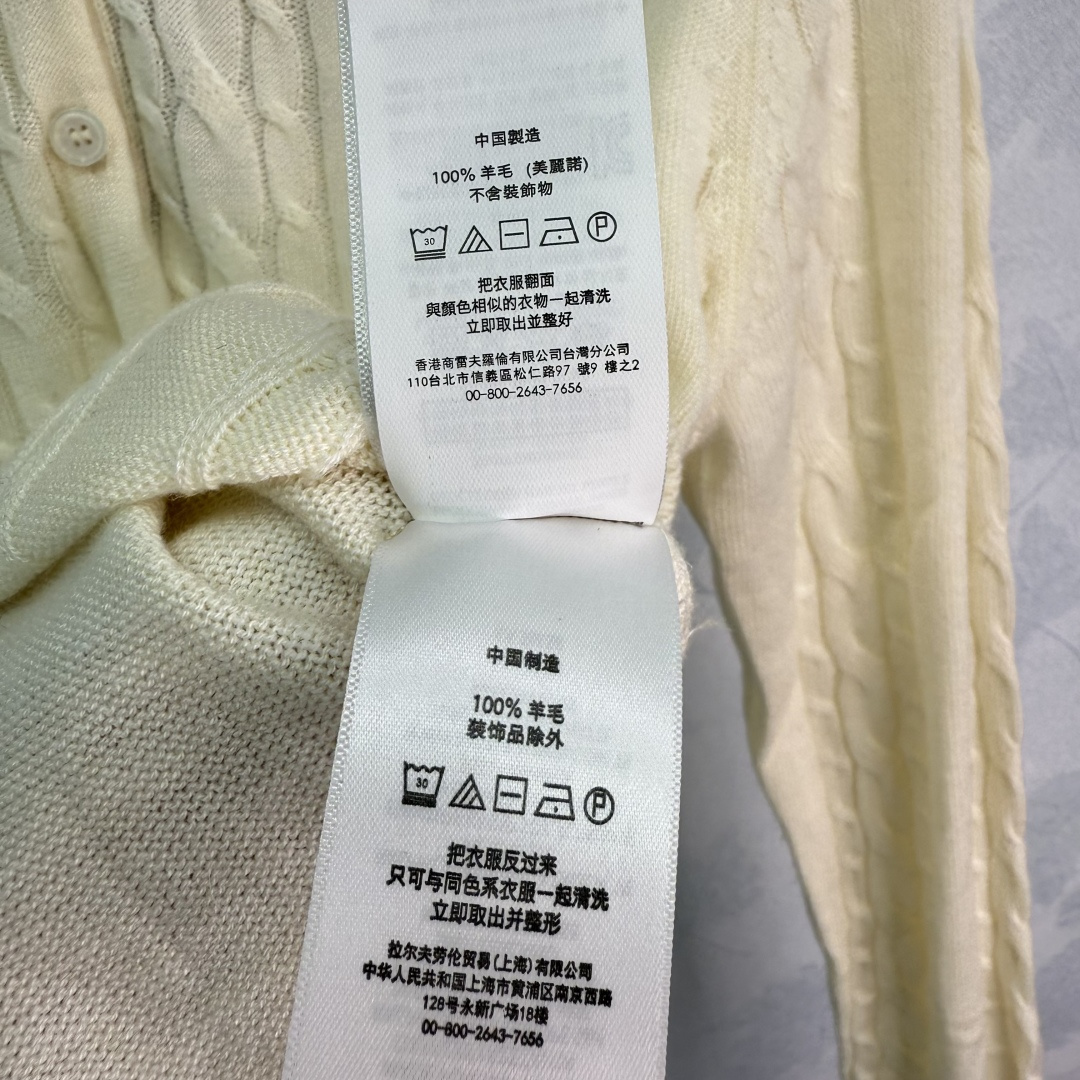 中国製造
100% 羊毛 (美麗諾)
不含裝飾物
30
P
把衣服翻面
與顏色相似的衣物一起清洗
立即取出並整好
香港商雷夫羅倫有限公司台灣分公司
110台北市信義區松仁路97 號9 樓之2
00-800-2643-7656
中国制造
100% 羊毛
装饰品除外
30
P
把衣服反过来
只可与同色系衣服一起清洗
立即取出并整形
拉尔夫劳伦贸易(上海)有限公司
中华人民共和国上海市黄浦区南京西路
128号永新广场18楼
00-800-2643-7656